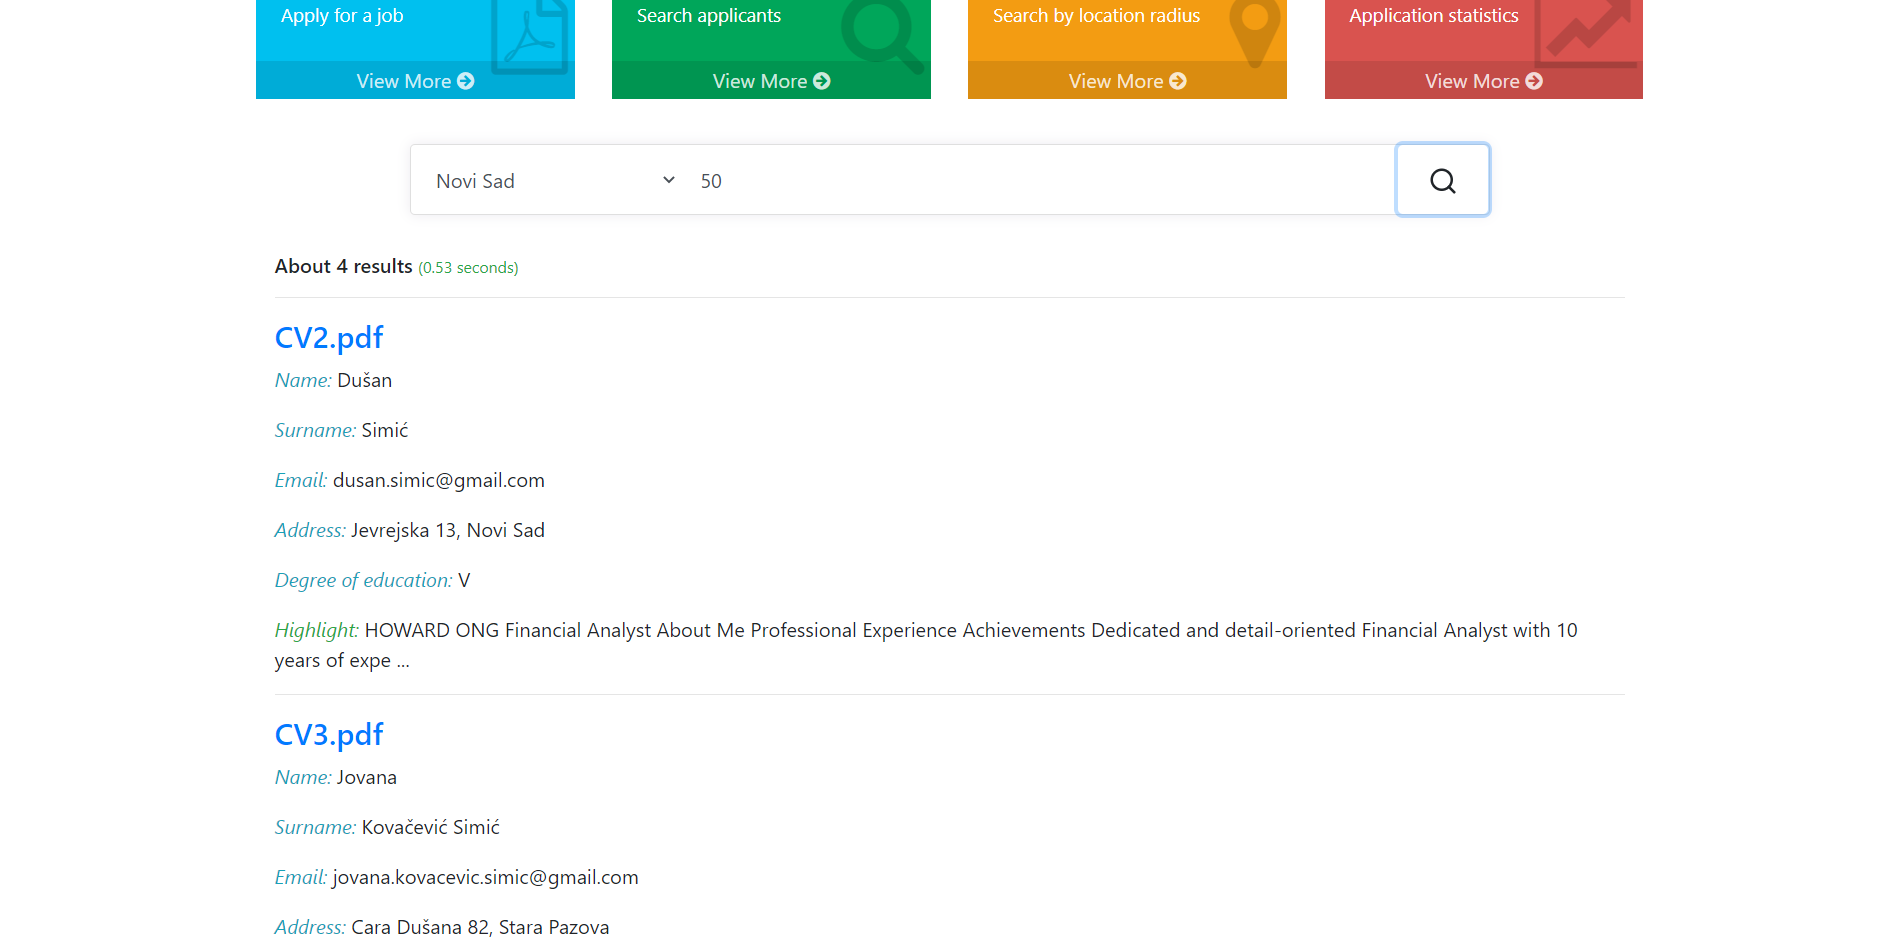 Apply for a job
Search applicants
Search by location radius
Application statistics
View More
View More
View More
View More
Novi Sad
50
About 4 results (0.53 seconds)
CV2.pdf
Name: Dušan
Surname: Simić
Email: dusan.simic@gmail.com
Address: Jevrejska 13, Novi Sad
Degree of education: V
Highlight: HOWARD ONG Financial Analyst About Me Professional Experience Achievements Dedicated and detail-oriented Financial Analyst with 10
years of expe ...
CV3.pdf
Name: Jovana
Surname: Kovačević Simić
Email: jovana.kovacevic.simic@gmail.com
Address: Cara Dušana 82, Stara Pazova